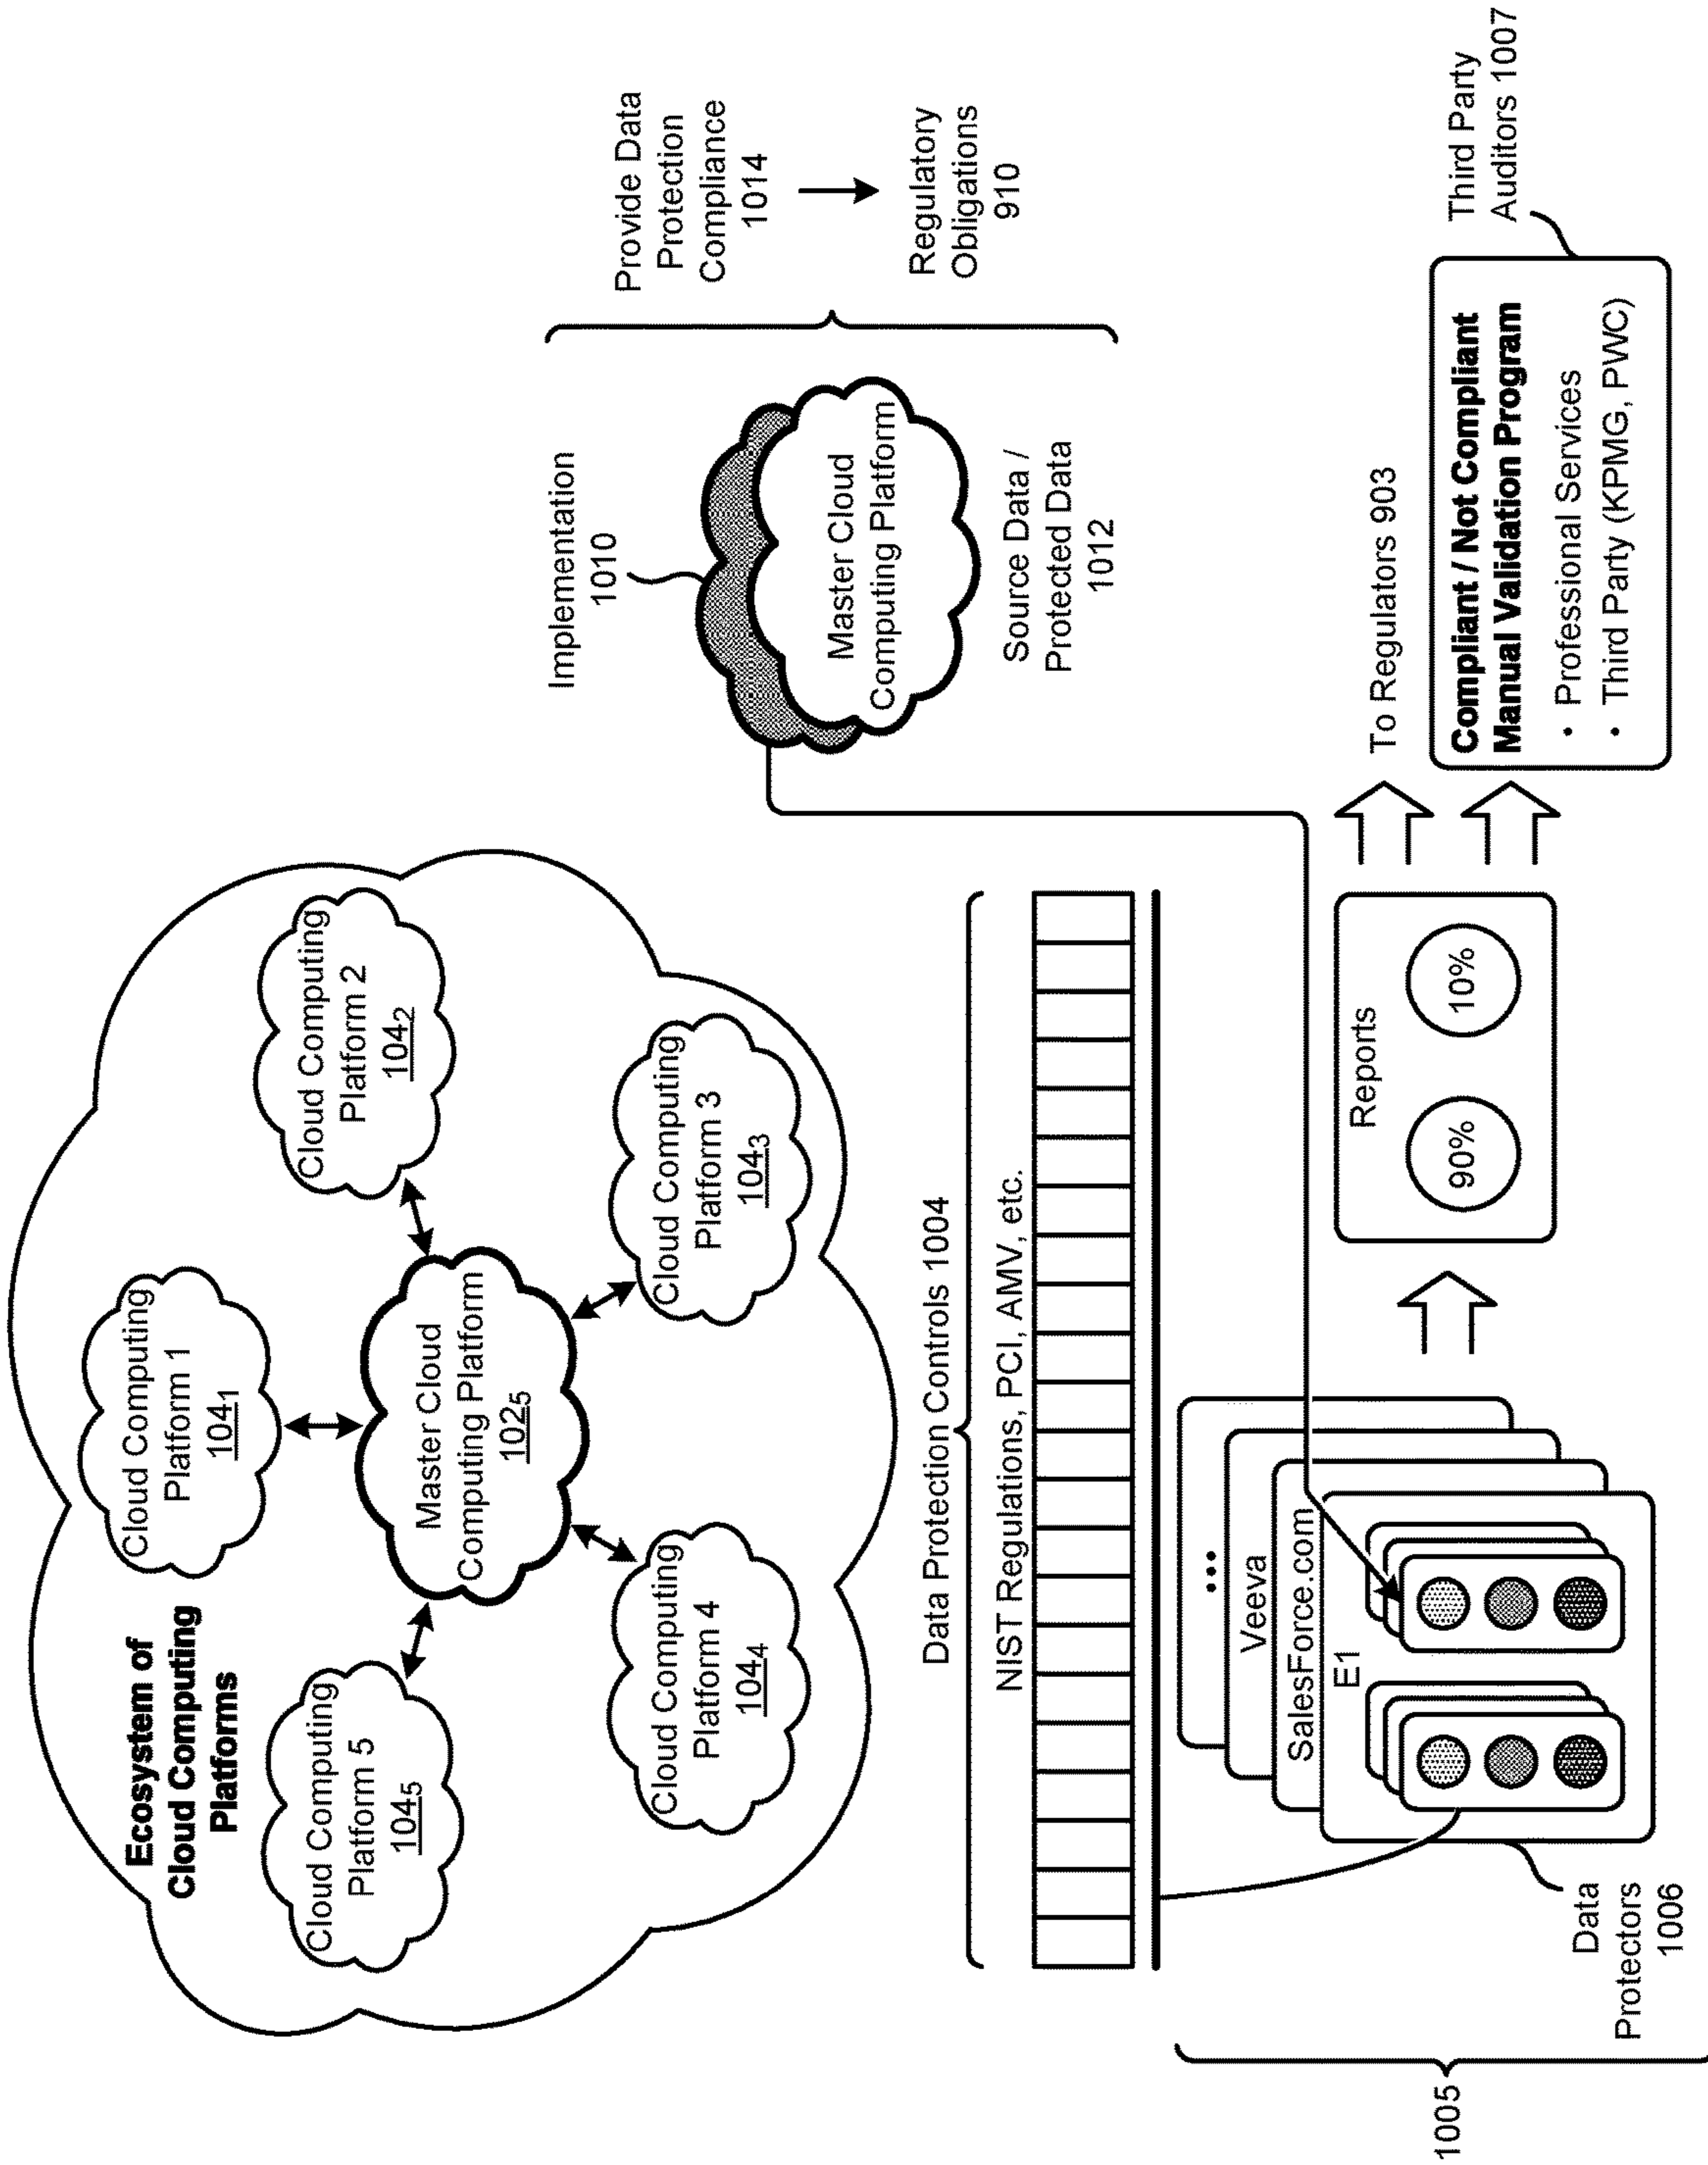 Ecosystem of
Cloud Computing
Platforms
Cloud Computing
Platform 1
104₁
Cloud Computing
Platform 2
104₂
Cloud Computing
Platform 5
104₅
Master Cloud
Computing Platform
102₅
Cloud Computing
Platform 4
104₄
Cloud Computing
Platform 3
104₃
Implementation
1010
Master Cloud
Computing Platform
Source Data /
Protected Data
1012
Provide Data
Protection
Compliance
1014
Regulatory
Obligations
910
Data Protection Controls 1004
NIST Regulations, PCI, AMV, etc.
1005
...
Veeva
SalesForce.com
E1
Data
Protectors
1006
Reports
90%
10%
To Regulators 903
Compliant / Not Compliant
Manual Validation Program
• Professional Services
• Third Party (KPMG, PWC)
Third Party
Auditors 1007